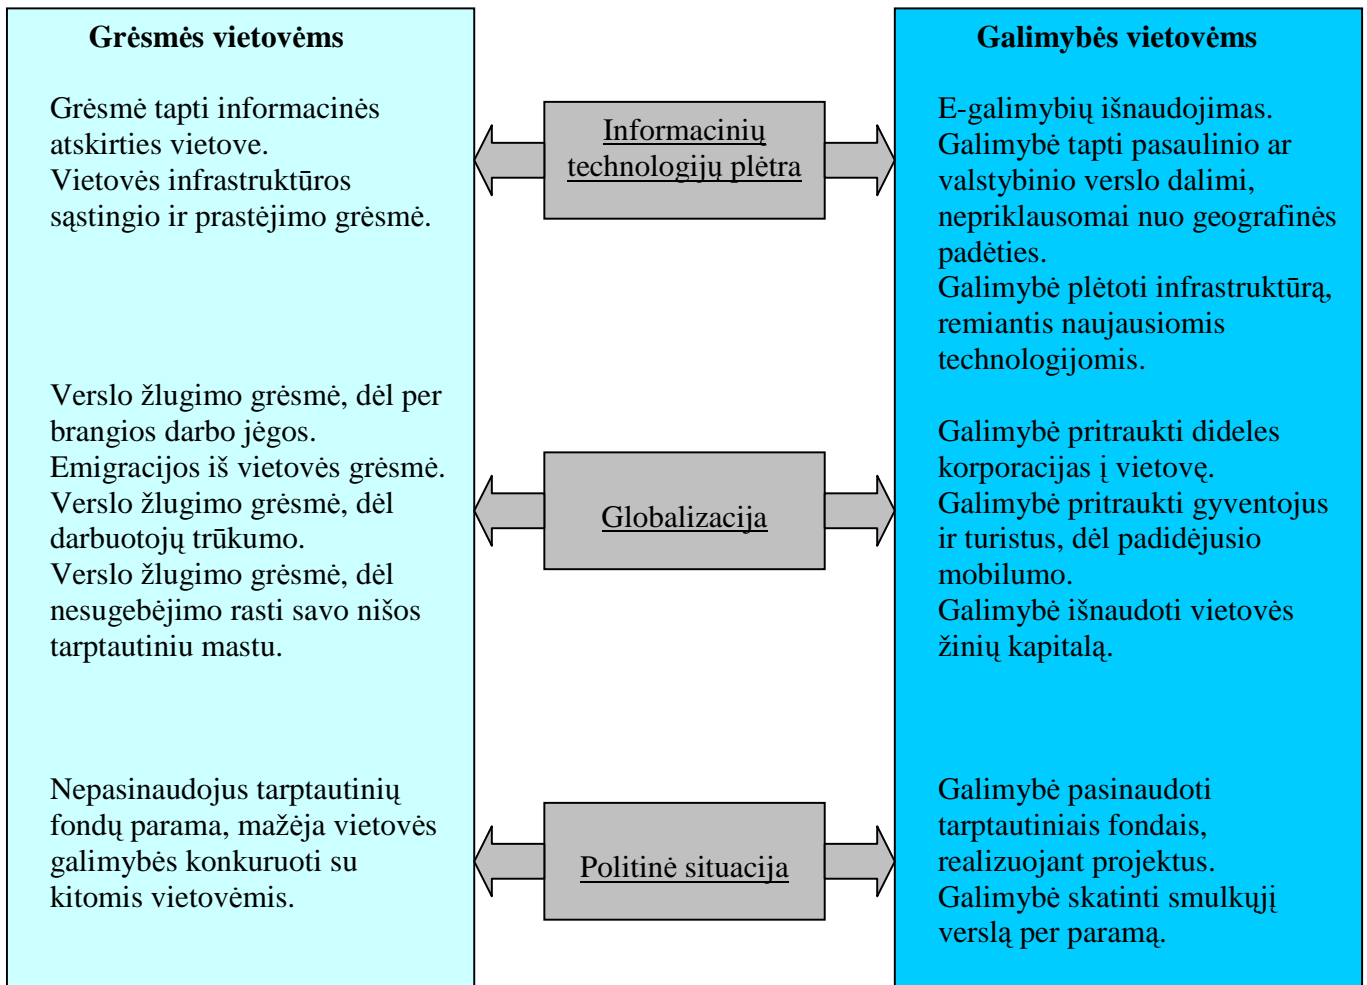 Grėsmės vietovėms
Grėsmė tapti informacinės
atskirties vietove.
Vietovės infrastruktūros
sąstingio ir prastėjimo grėsmė.
Verslo žlugimo grėsmė, dėl per
brangios darbo jėgos.
Emigracijos iš vietovės grėsmė.
Verslo žlugimo grėsmė, dėl
darbuotojų trūkumo.
Verslo žlugimo grėsmė, dėl
nesugebėjimo rasti savo nišos
tarptautiniu mastu.
Nepasinaudojus tarptautinių
fondų parama, mažėja vietovės
galimybės konkuruoti su
kitomis vietovėmis.
Informacinių
technologijų plėtra
Globalizacija
Politinė situacija
Galimybės vietovėms
E-galimybių išnaudojimas.
Galimybė tapti pasaulinio ar
valstybinio verslo dalimi,
nepriklausomai nuo geografinės
padėties.
Galimybė plėtoti infrastruktūrą,
remiantis naujausiomis
technologijomis.
Galimybė pritraukti dideles
korporacijas į vietovę.
Galimybė pritraukti gyventojus
ir turistus, dėl padidėjusio
mobilumo.
Galimybė išnaudoti vietovės
žinių kapitalą.
Galimybė pasinaudoti
tarptautiniais fondais,
realizuojant projektus.
Galimybė skatinti smulkųjį
verslą per paramą.